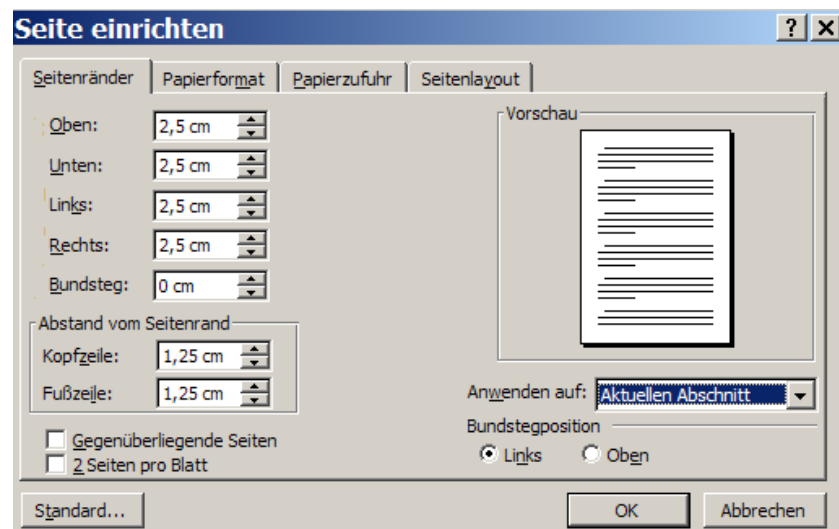 Seite einrichten
Seitenränder Papierformat Papierzufuhr Seitenlayout
Oben: 2,5 cm
Unten: 2,5 cm
Links: 2,5 cm
Rechts: 2,5 cm
Bundsteg: 0 cm
Abstand vom Seitenrand
Kopfzeile: 1,25 cm
Fußzeile: 1,25 cm
Gegenüberliegende Seiten
2 Seiten pro Blatt
Vorschau
Anwenden auf: Aktuellen Abschnitt
Bundstegposition
Links Oben
Standard... OK Abbrechen